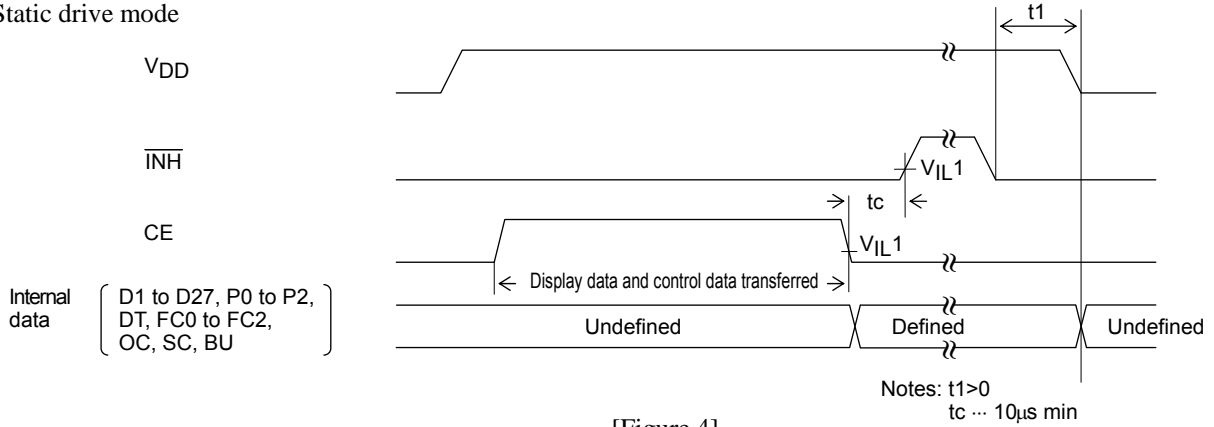 Static drive mode
t1
VDD
INH
VIL1
tc
CE
VIL1
Display data and control data transferred
Internal data
D1 to D27, P0 to P2,
DT, FC0 to FC2,
OC, SC, BU
Undefined
Defined
Undefined
Notes: t1>0
tc ··· 10μs min
[Figure 4]